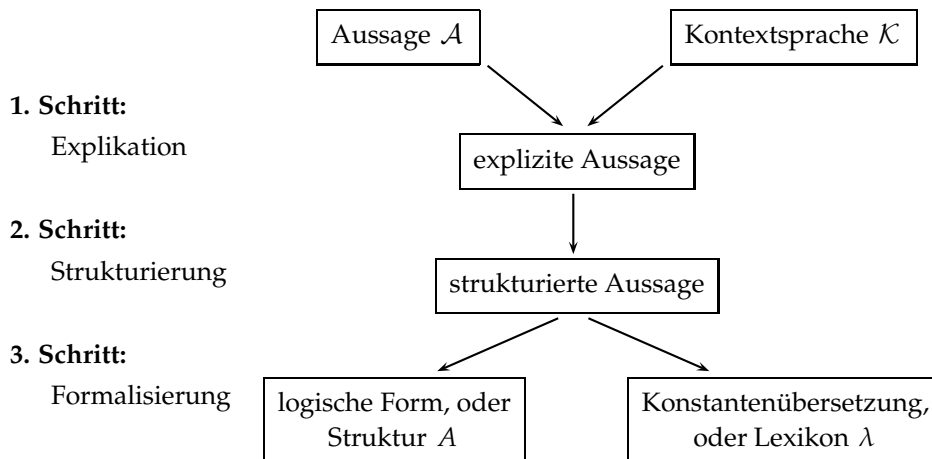 Aussage 𝒜
Kontextsprache 𝒦
1. Schritt:
Explikation
explizite Aussage
2. Schritt:
Strukturierung
strukturierte Aussage
3. Schritt:
Formalisierung
logische Form, oder
Struktur A
Konstantenübersetzung,
oder Lexikon λ